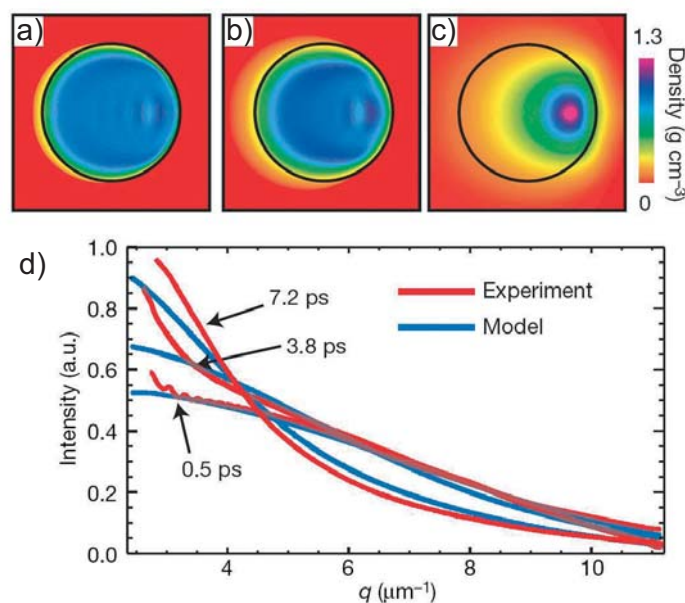 a)
b)
c)
1.3
Density (g cm⁻³)
0
d)
1.0
0.8
0.6
0.4
0.2
0.0
Intensity (a.u.)
7.2 ps
3.8 ps
0.5 ps
Experiment
Model
4
6
8
10
q (μm⁻¹)